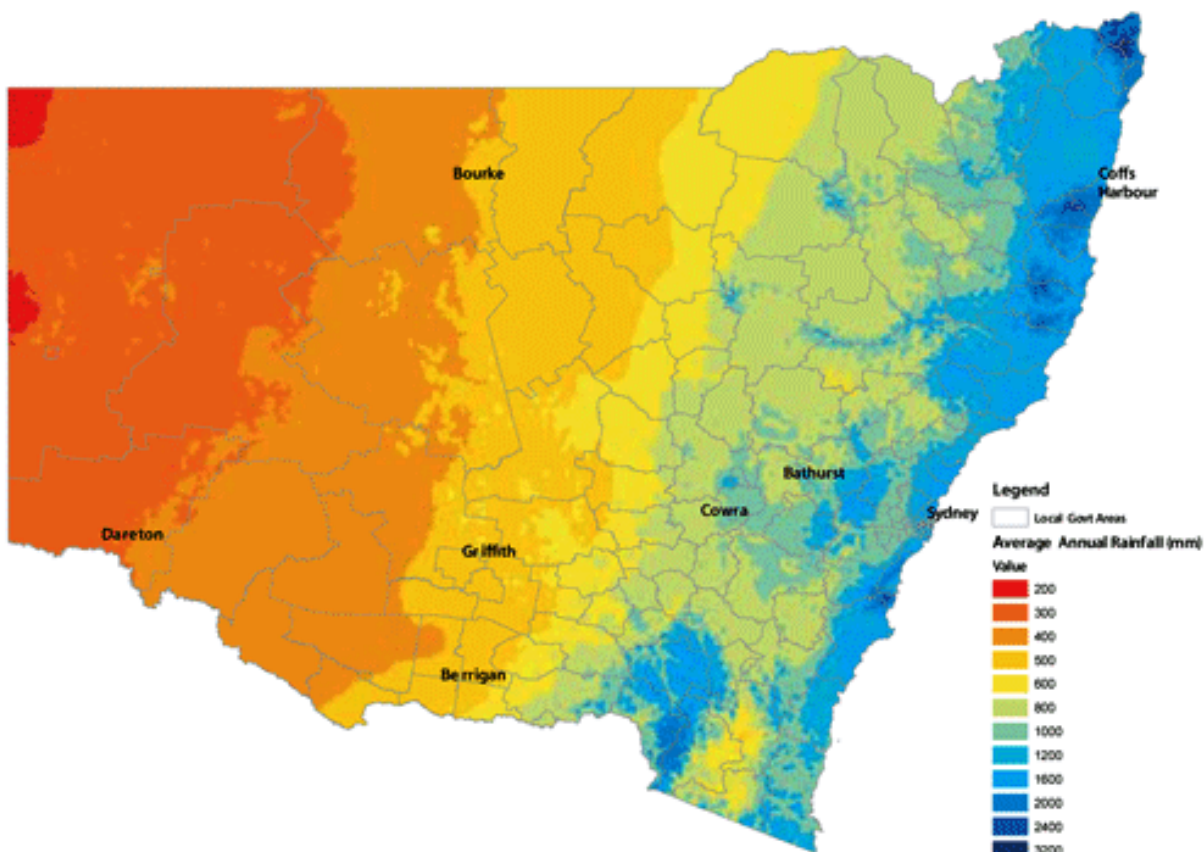 Bourke
Coffs
Harbour
Bathurst
Cowra
Sydney
Dareton
Griffith
Berrigan
Legend
Local Govt Areas
Average Annual Rainfall (mm)
Value
200
300
400
500
600
800
1000
1200
1600
2000
2400
3200